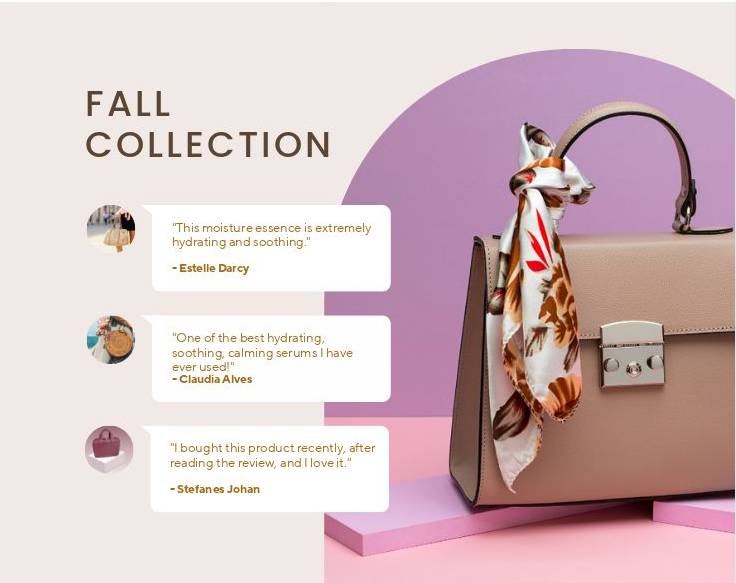 FALL
COLLECTION
"This moisture essence is extremely
hydrating and soothing."
- Estelle Darcy
"One of the best hydrating,
soothing, calming serums I have
ever used!"
- Claudia Alves
"I bought this product recently, after
reading the review, and I love it."
- Stefanes Johan